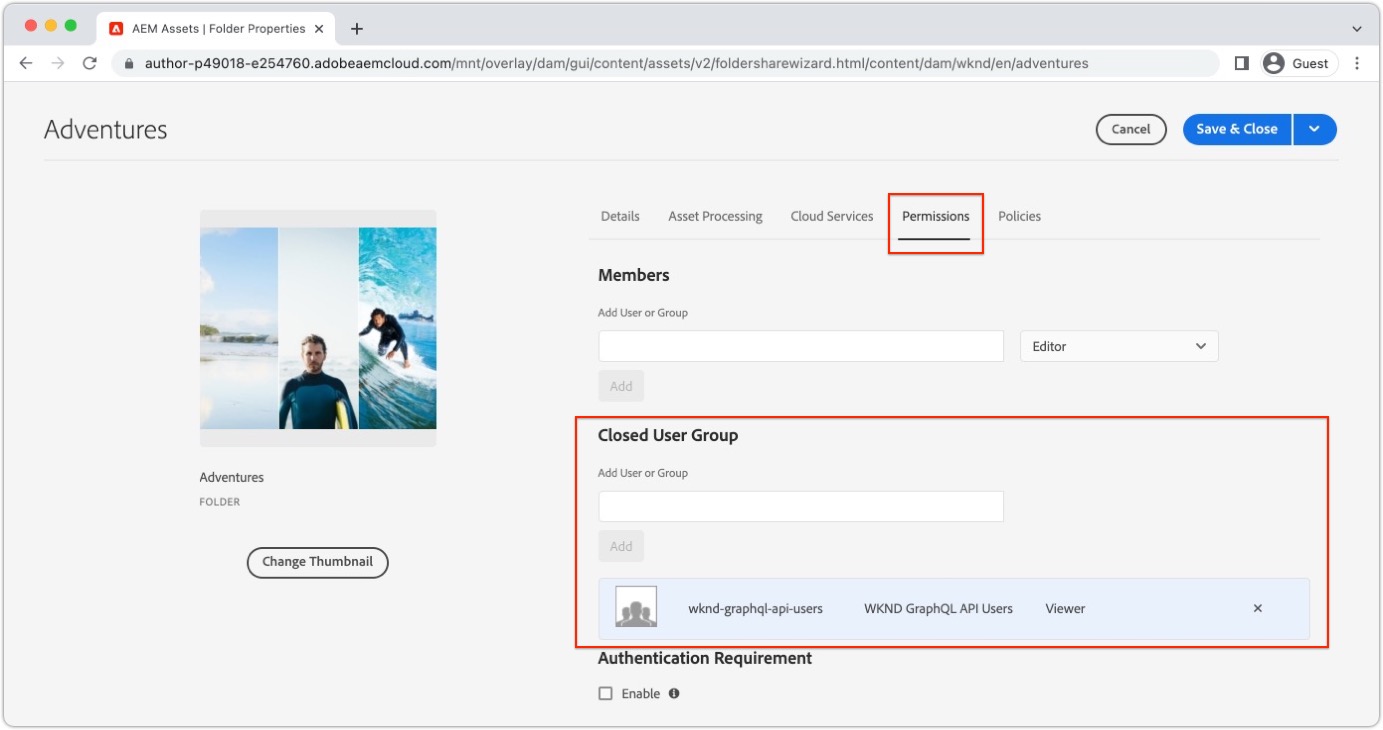 AEM Assets | Folder Properties
author-p49018-e254760.adobeaemcloud.com/mnt/overlay/dam/gui/content/assets/v2/foldersharewizard.html/content/dam/wknd/en/adventures
Guest
Adventures
Cancel
Save & Close
Details Asset Processing Cloud Services Permissions Policies
Members
Add User or Group
Editor
Add
Closed User Group
Add User or Group
Add
wknd-graphql-api-users WKND GraphQL API Users Viewer
Authentication Requirement
Enable
Adventures
FOLDER
Change Thumbnail